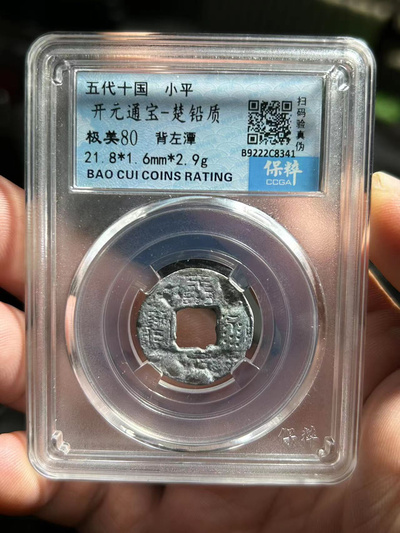 五代十国 小平
开元通宝-楚铅质
极美80 背左潭
21.8*1.6mm*2.9g
BAO CUI COINS RATING
B9222C8341
保粹
CCGA
扫码验真伪
保粹